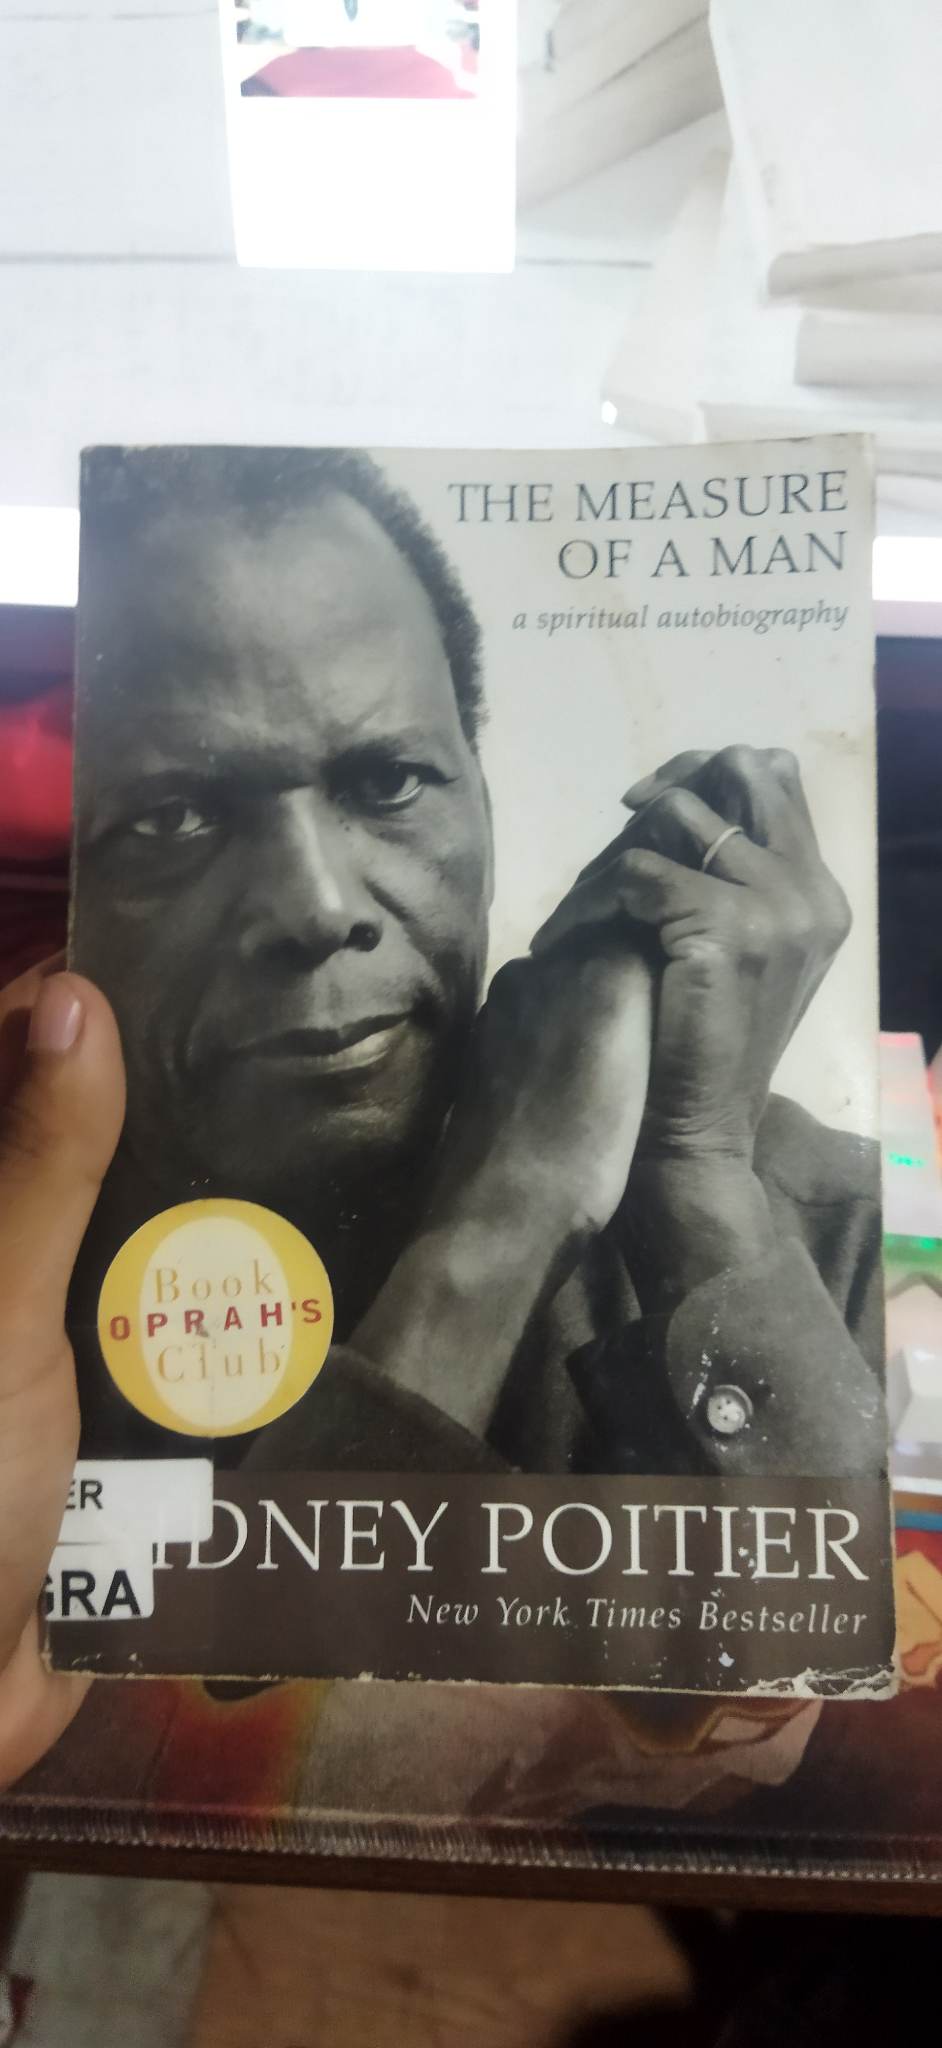 THE MEASURE
OF A MAN
a spiritual autobiography
Book
OPRAH'S
Club
ER
GRA
IDNEY POITIER
New York Times Bestseller